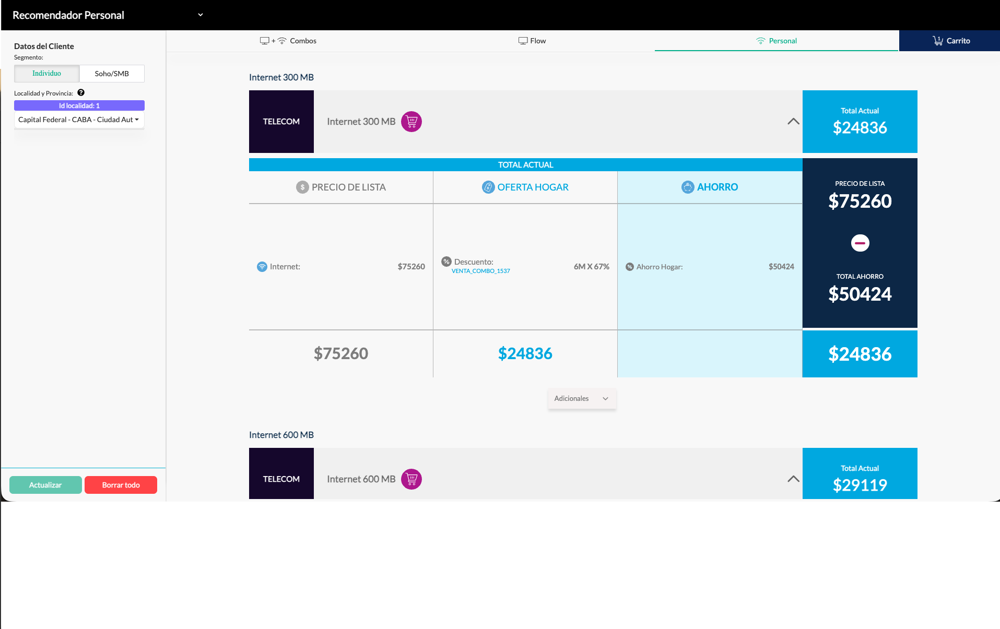 Recomendador Personal
Datos del Cliente
Segmento:
Individuo
Soho/SMB
Localidad y Provincia:
Id localidad: 1
Capital Federal - CABA - Ciudad Aut
Actualizar
Borrar todo
+ Combos
Flow
Personal
1 Carrito
Internet 300 MB
TELECOM
Internet 300 MB
Total Actual
$24836
TOTAL ACTUAL
$ PRECIO DE LISTA
OFERTA HOGAR
AHORRO
Internet: $75260
% Descuento: 6M X 67%
VENTA_COMBO_1537
% Ahorro Hogar: $50424
$75260
$24836
PRECIO DE LISTA
$75260
TOTAL AHORRO
$50424
$24836
Adicionales
Internet 600 MB
TELECOM
Internet 600 MB
Total Actual
$29119